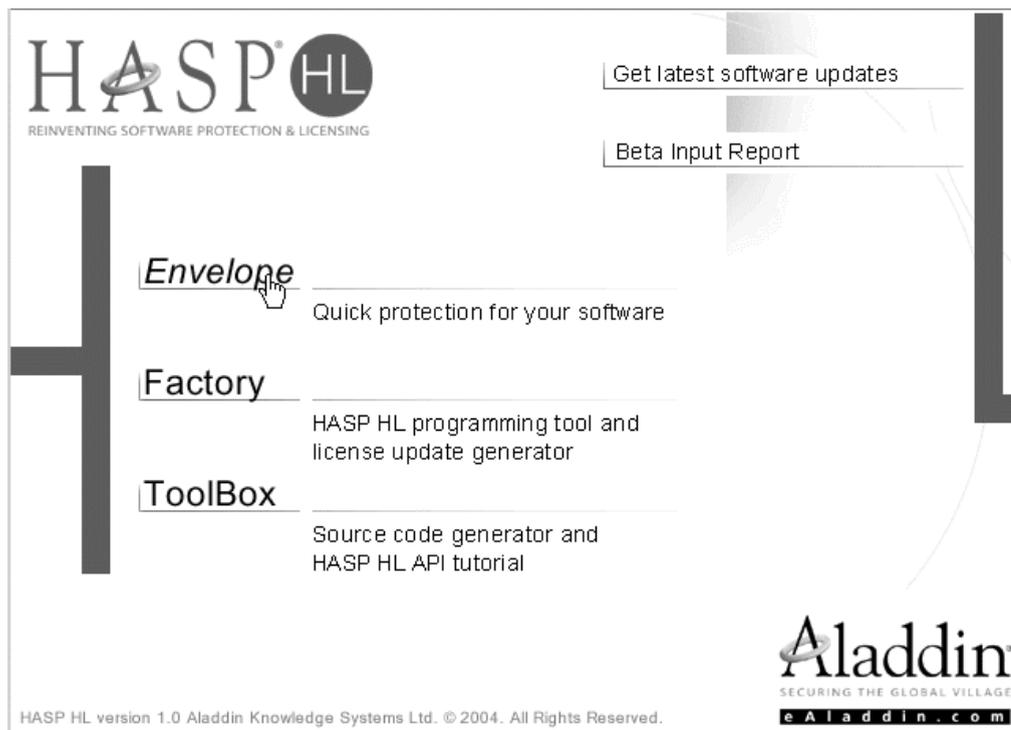 HASP® HL
REINVENTING SOFTWARE PROTECTION & LICENSING
Get latest software updates
Beta Input Report
Envelope
Quick protection for your software
Factory
HASP HL programming tool and
license update generator
ToolBox
Source code generator and
HASP HL API tutorial
Aladdin
SECURING THE GLOBAL VILLAGE
eAladdin.com
HASP HL version 1.0 Aladdin Knowledge Systems Ltd. © 2004. All Rights Reserved.